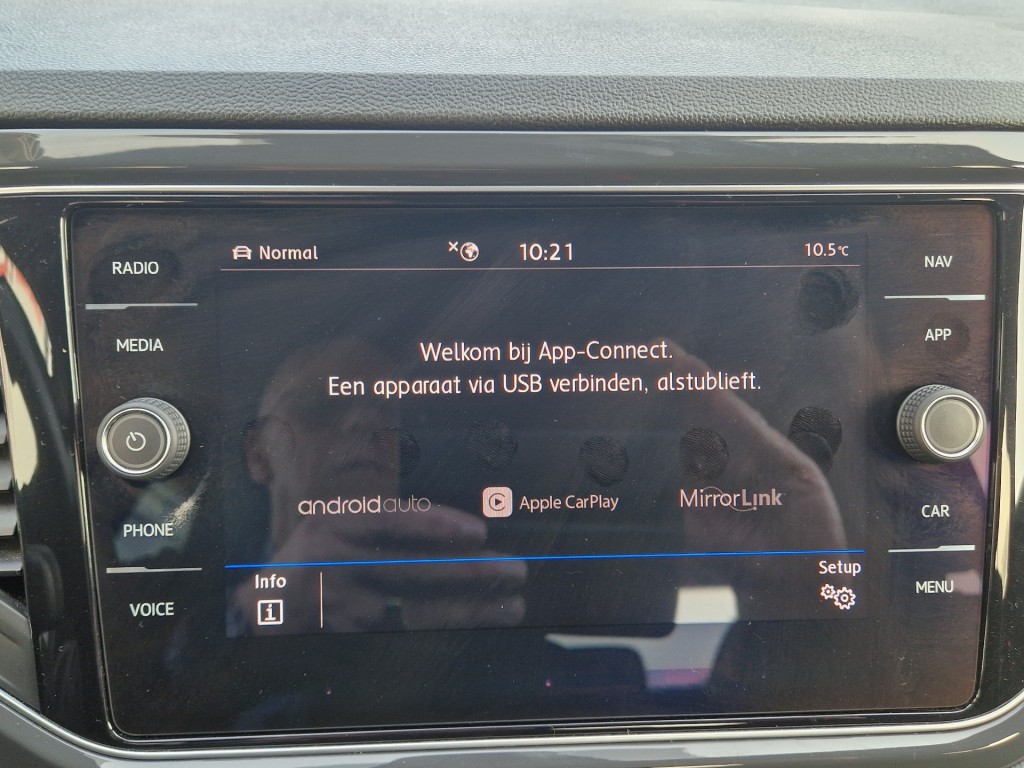 Normal 10:21 10.5°C
RADIO
MEDIA
PHONE
VOICE
Welkom bij App-Connect.
Een apparaat via USB verbinden, alstublieft.
androidauto Apple CarPlay MirrorLink
Info Setup
NAV
APP
CAR
MENU